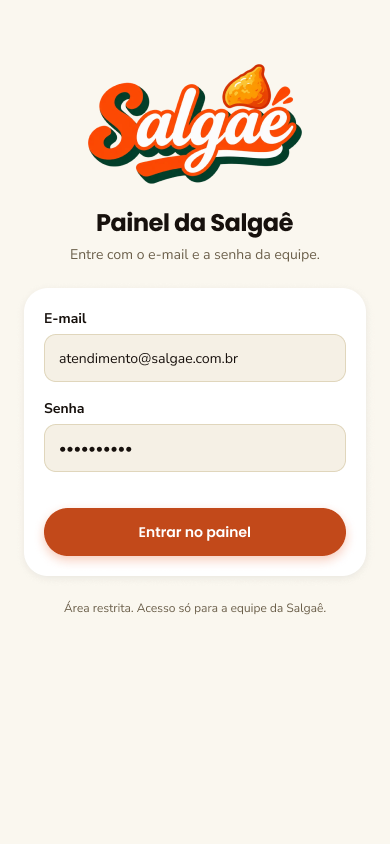 Salgaê
Painel da Salgaê
Entre com o e-mail e a senha da equipe.
E-mail
atendimento@salgae.com.br
Senha
••••••••••
Entrar no painel
Área restrita. Acesso só para a equipe da Salgaê.